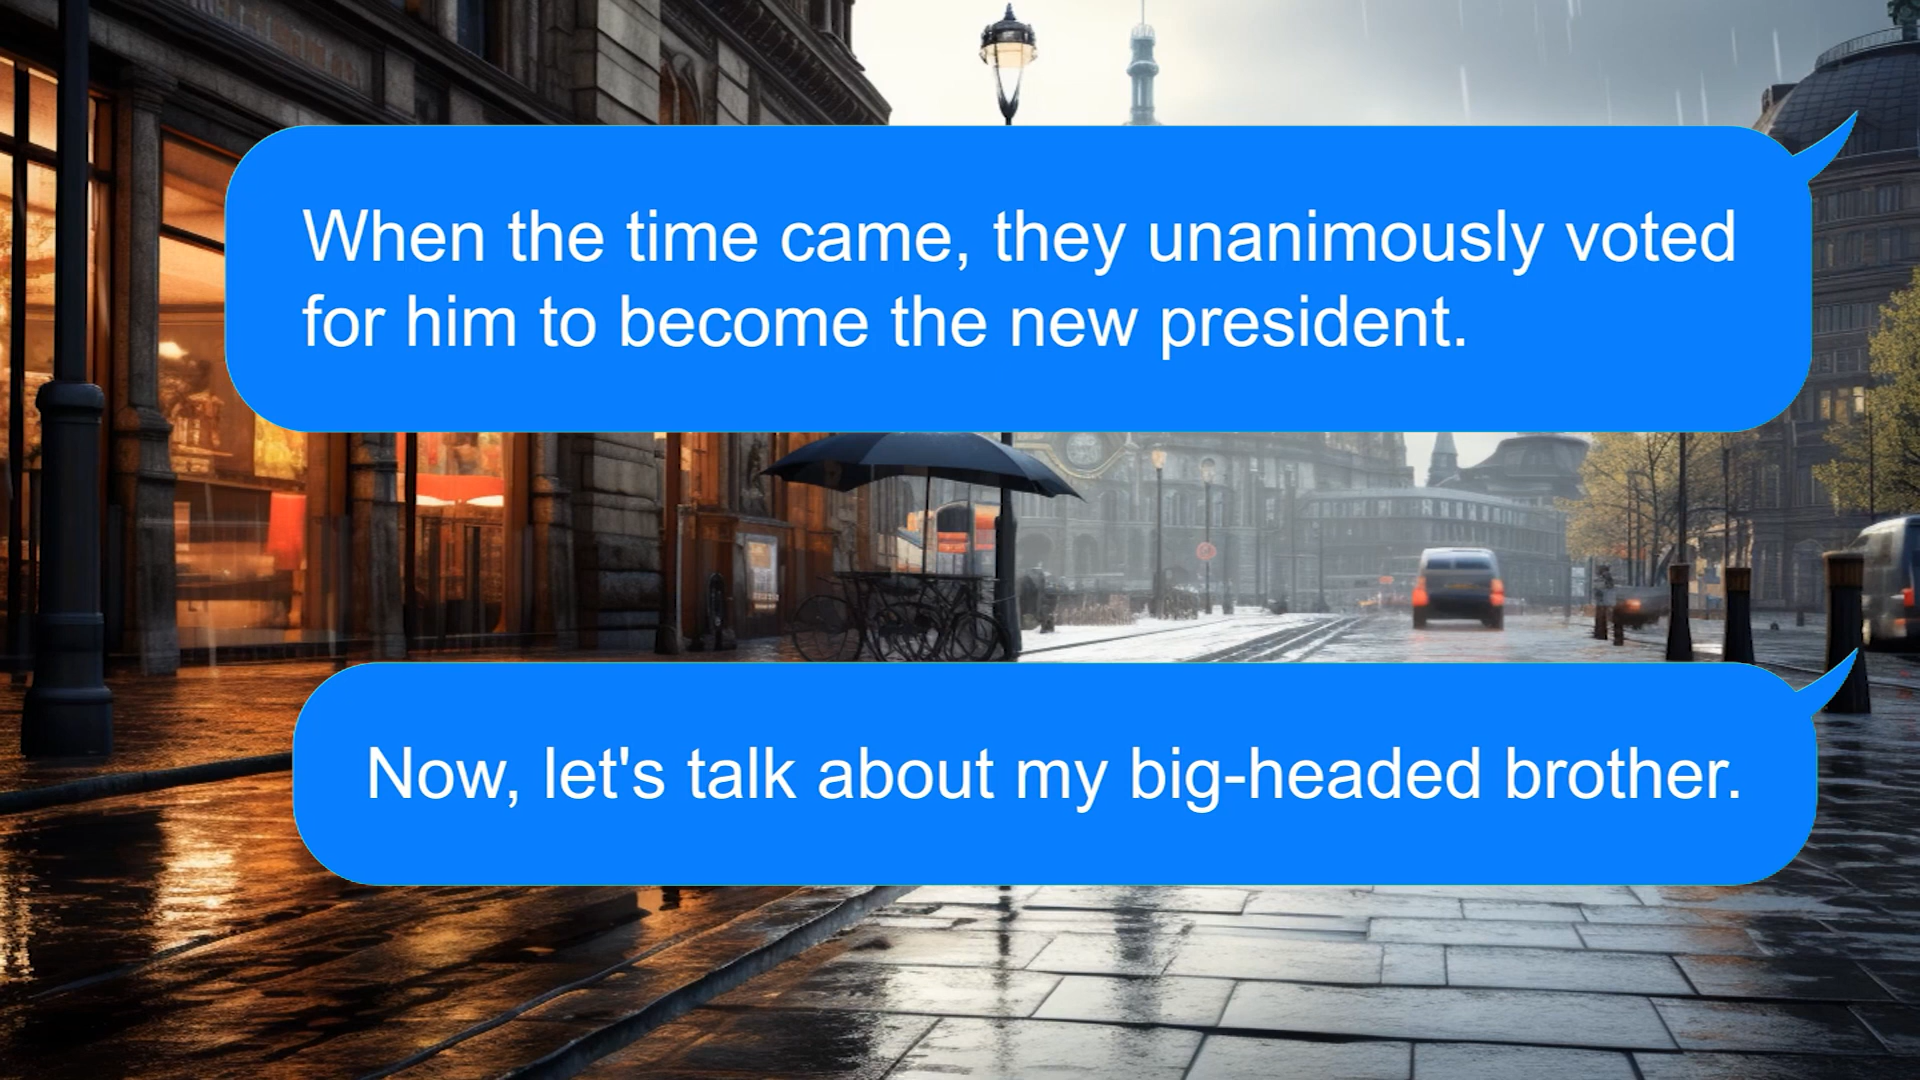 When the time came, they unanimously voted
for him to become the new president.
Now, let's talk about my big-headed brother.